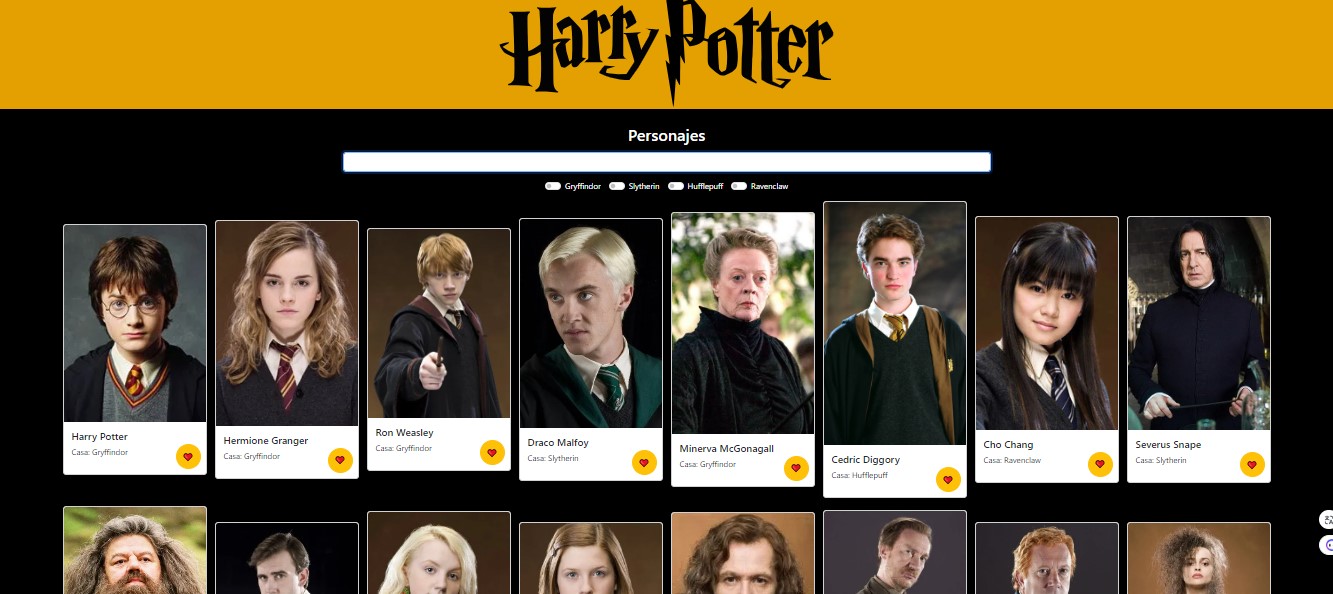 Harry Potter
Personajes
Gryffindor Slytherin Hufflepuff Ravenclaw
Harry Potter
Casa: Gryffindor
Hermione Granger
Casa: Gryffindor
Ron Weasley
Casa: Gryffindor
Draco Malfoy
Casa: Slytherin
Minerva McGonagall
Casa: Gryffindor
Cedric Diggory
Casa: Hufflepuff
Cho Chang
Casa: Ravenclaw
Severus Snape
Casa: Slytherin